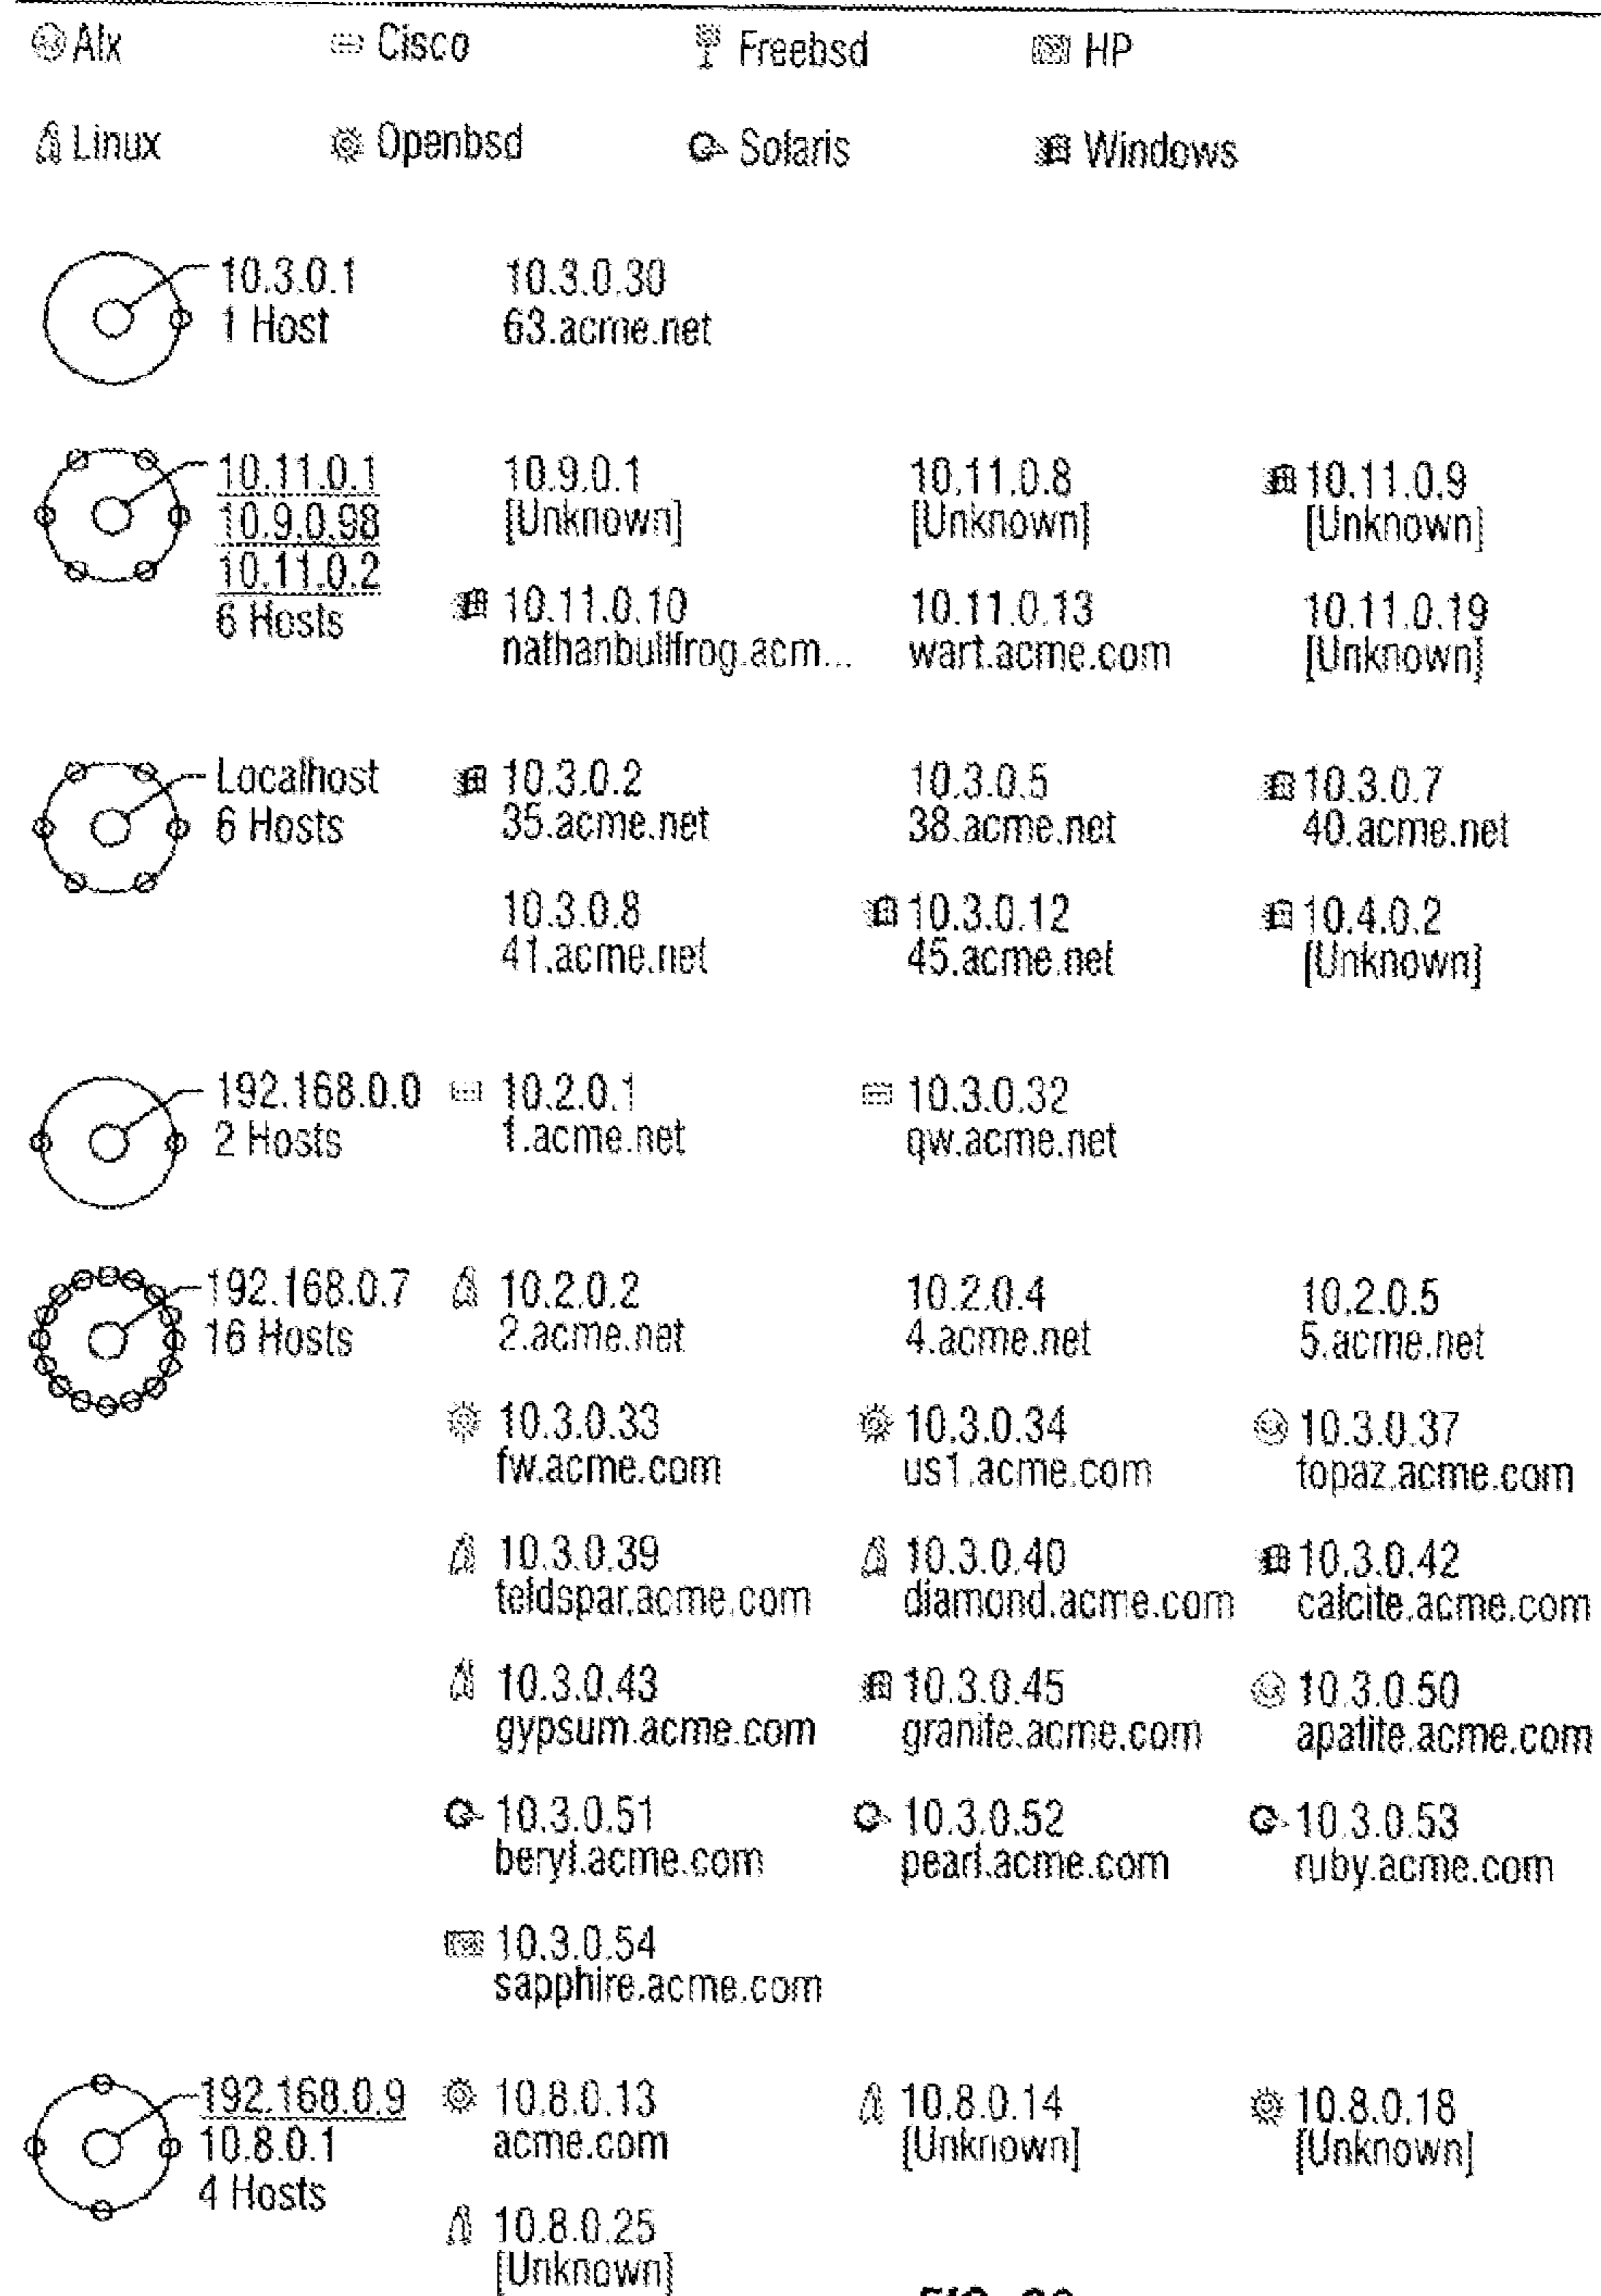 AIx Cisco Freebsd HP
Linux Openbsd Solaris Windows
10.3.0.1 10.3.0.30
1 Host 63.acme.net
10.11.0.1 10.9.0.1 10.11.0.8 10.11.0.9
10.9.0.98 [Unknown] [Unknown] [Unknown]
10.11.0.2 10.11.0.10 10.11.0.13 10.11.0.19
6 Hosts nathanbullfrog.acm... wart.acme.com [Unknown]
Localhost 10.3.0.2 10.3.0.5 10.3.0.7
6 Hosts 35.acme.net 38.acme.net 40.acme.net
10.3.0.8 10.3.0.12 10.4.0.2
41.acme.net 45.acme.net [Unknown]
192.168.0.0 10.2.0.1 10.3.0.32
2 Hosts 1.acme.net qw.acme.net
192.168.0.7 10.2.0.2 10.2.0.4 10.2.0.5
16 Hosts 2.acme.net 4.acme.net 5.acme.net
10.3.0.33 10.3.0.34 10.3.0.37
fw.acme.com us1.acme.com topaz.acme.com
10.3.0.39 10.3.0.40 10.3.0.42
feldspar.acme.com diamond.acme.com calcite.acme.com
10.3.0.43 10.3.0.45 10.3.0.50
gypsum.acme.com granite.acme.com apatite.acme.com
10.3.0.51 10.3.0.52 10.3.0.53
beryl.acme.com pearl.acme.com ruby.acme.com
10.3.0.54
sapphire.acme.com
192.168.0.9 10.8.0.13 10.8.0.14 10.8.0.18
10.8.0.1 acme.com [Unknown] [Unknown]
4 Hosts 10.8.0.25
[Unknown]